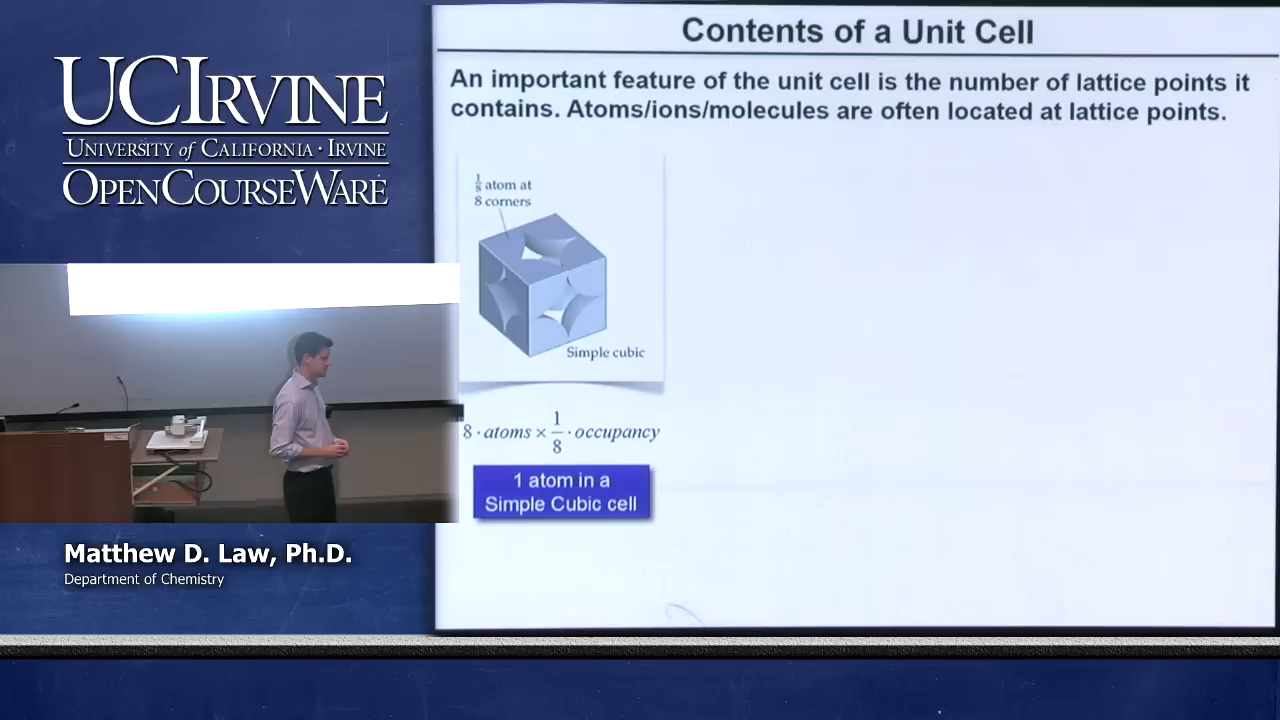 UCIRVINE
UNIVERSITY of CALIFORNIA · IRVINE
OPENCOURSEWARE
Matthew D. Law, Ph.D.
Department of Chemistry
Contents of a Unit Cell
An important feature of the unit cell is the number of lattice points it
contains. Atoms/ions/molecules are often located at lattice points.
1/8 atom at
8 corners
Simple cubic
8 · atoms × 1/8 · occupancy
1 atom in a
Simple Cubic cell